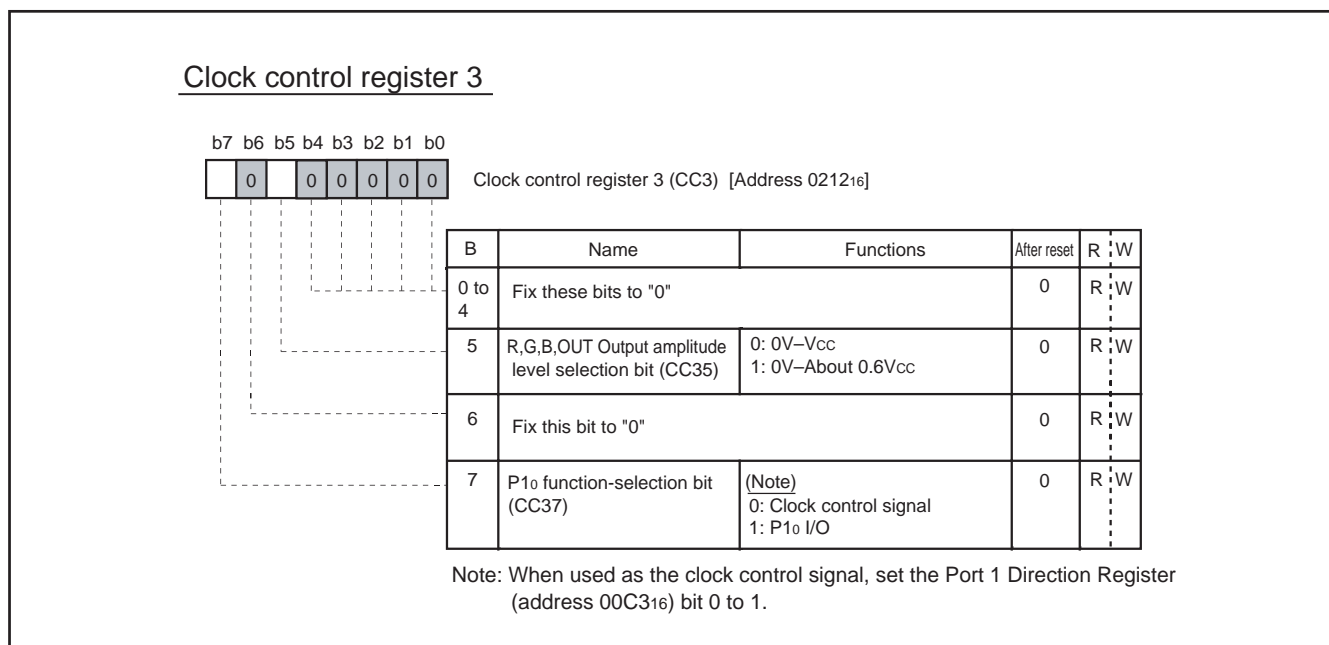 Clock control register 3
b7 b6 b5 b4 b3 b2 b1 b0
0 0 0 0 0 0
Clock control register 3 (CC3) [Address 021216]
B Name Functions After reset R W
0 to 4 Fix these bits to "0" 0 R W
5 R,G,B,OUT Output amplitude level selection bit (CC35) 0: 0V–VCC 0 R W
1: 0V–About 0.6VCC
6 Fix this bit to "0" 0 R W
7 P10 function-selection bit (CC37) (Note) 0 R W
0: Clock control signal
1: P10 I/O
Note: When used as the clock control signal, set the Port 1 Direction Register
(address 00C316) bit 0 to 1.